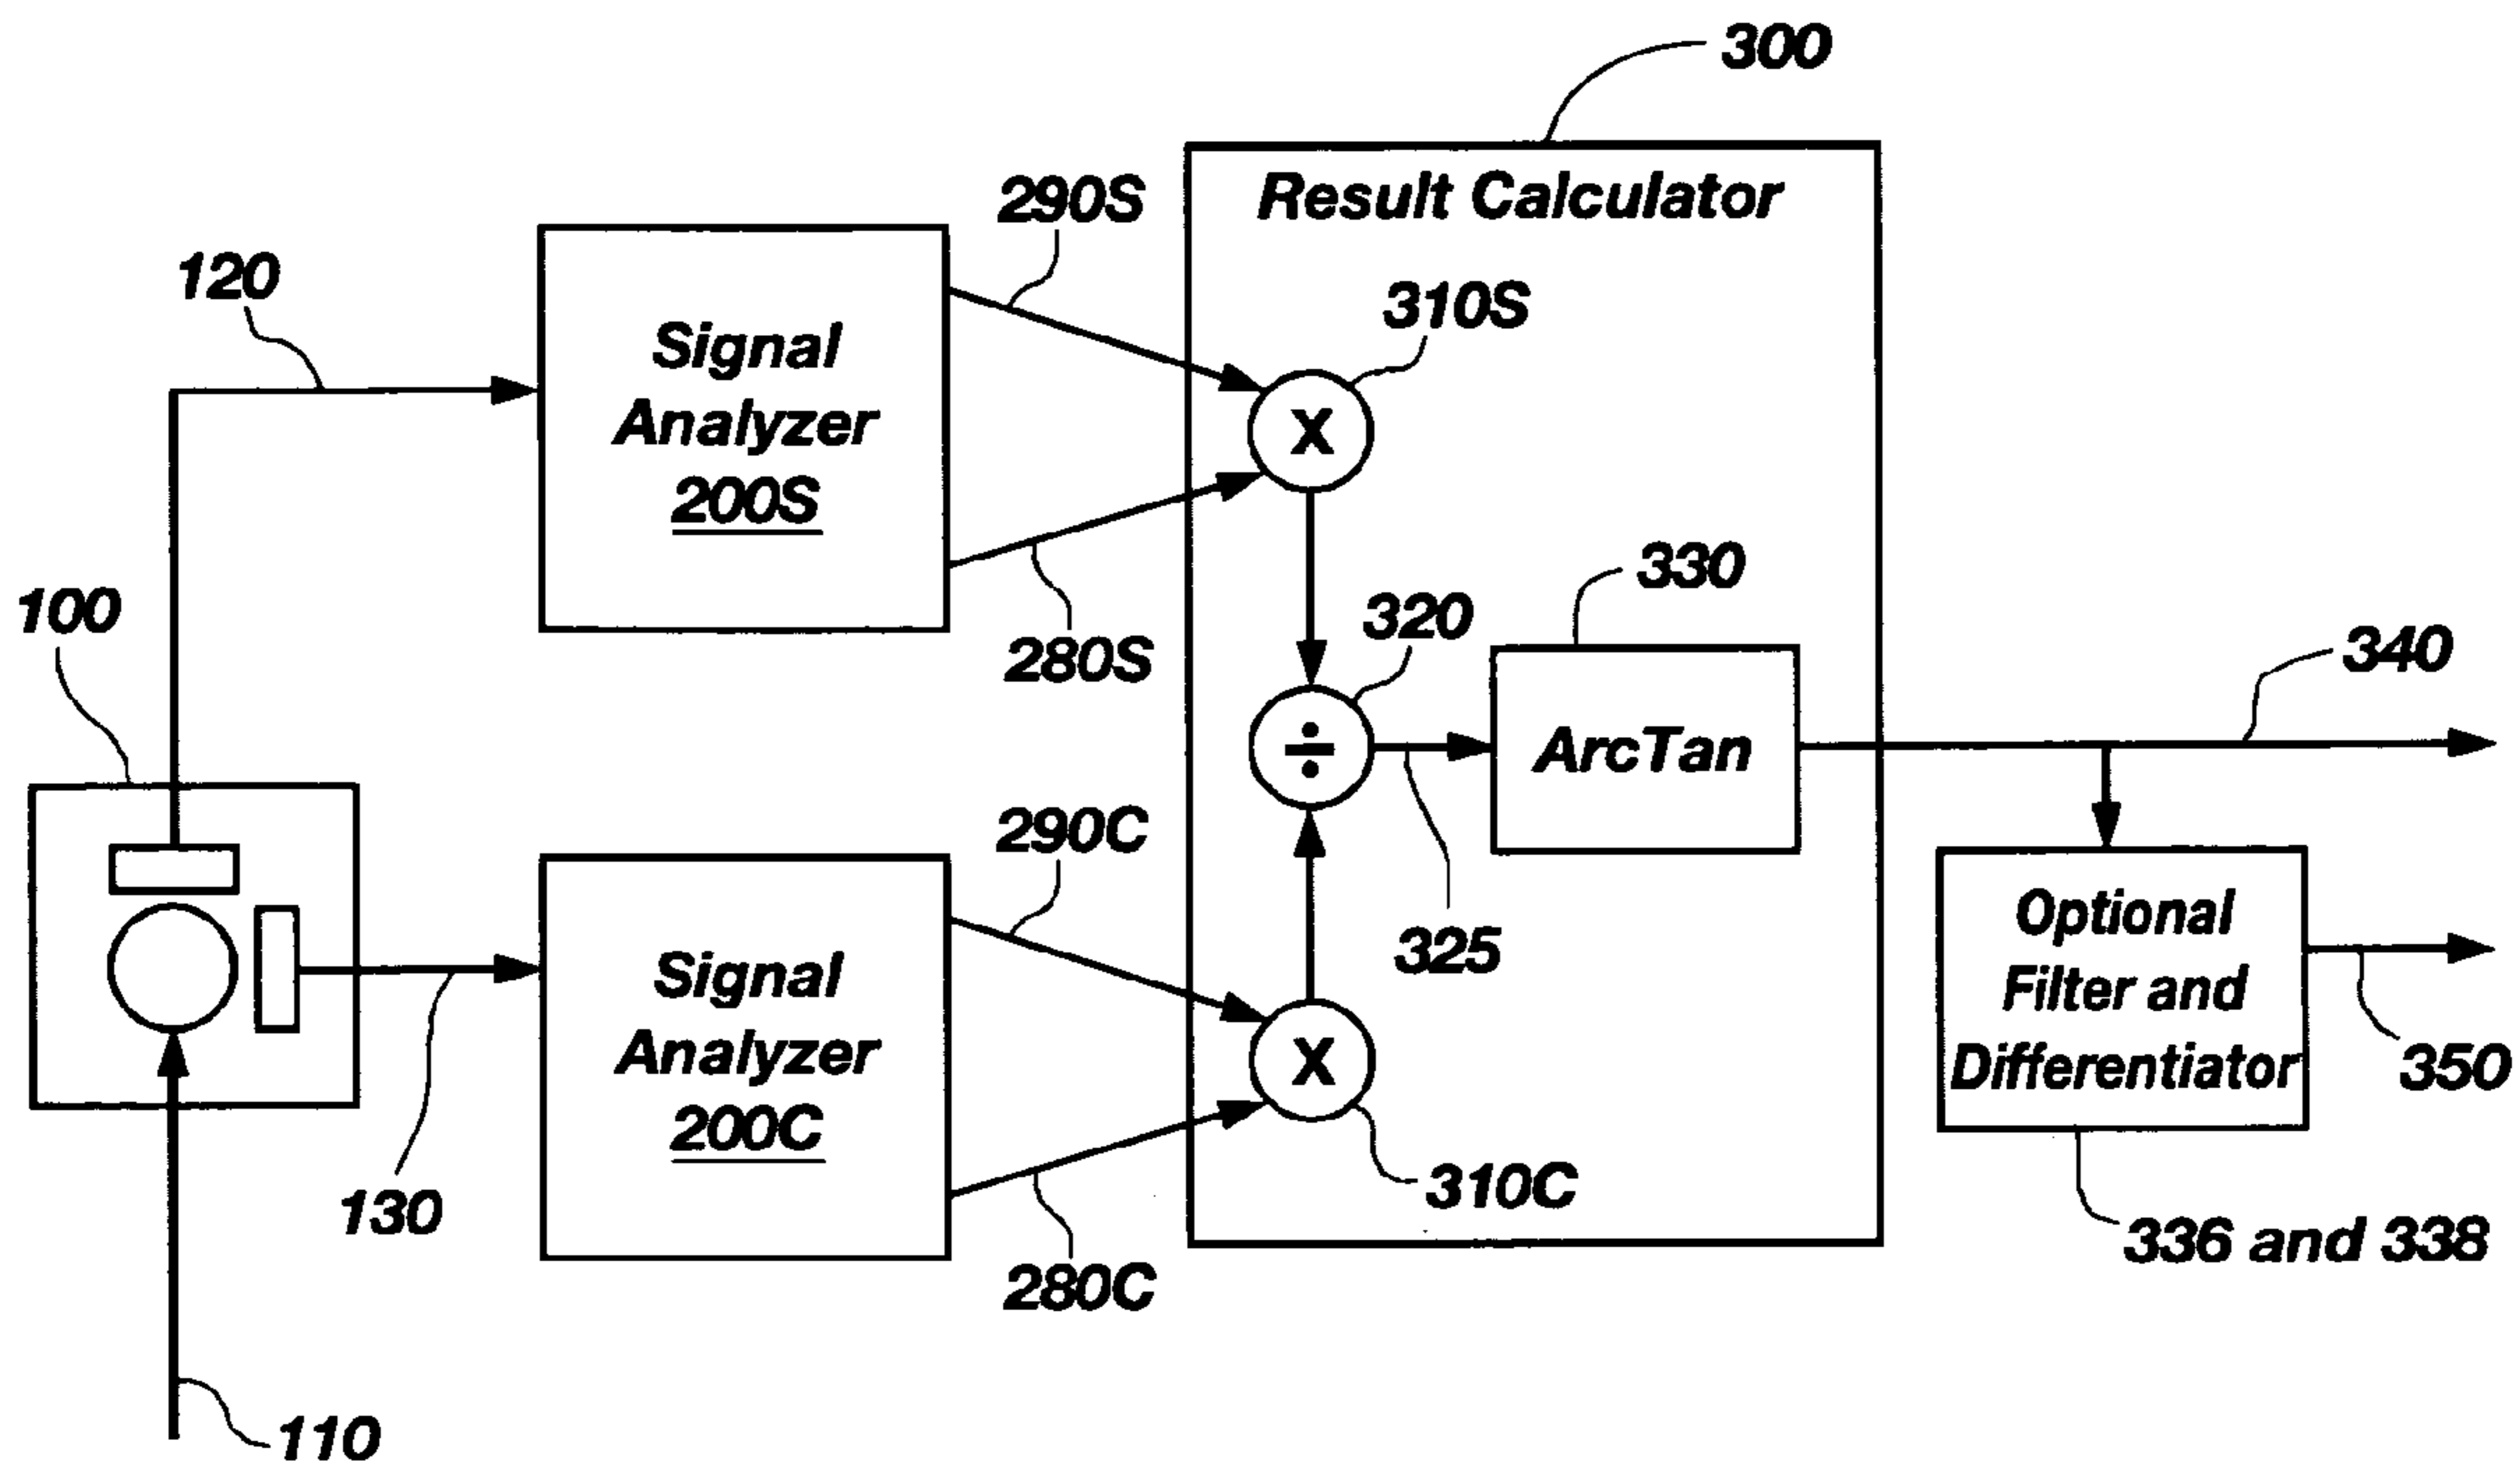 300
Result Calculator
290S
120
310S
Signal
Analyzer
200S
X
280S
330
100
320
340
÷
ArcTan
290C
325
Optional
Filter and
Differentiator
350
Signal
Analyzer
200C
X
130
310C
336 and 338
280C
110